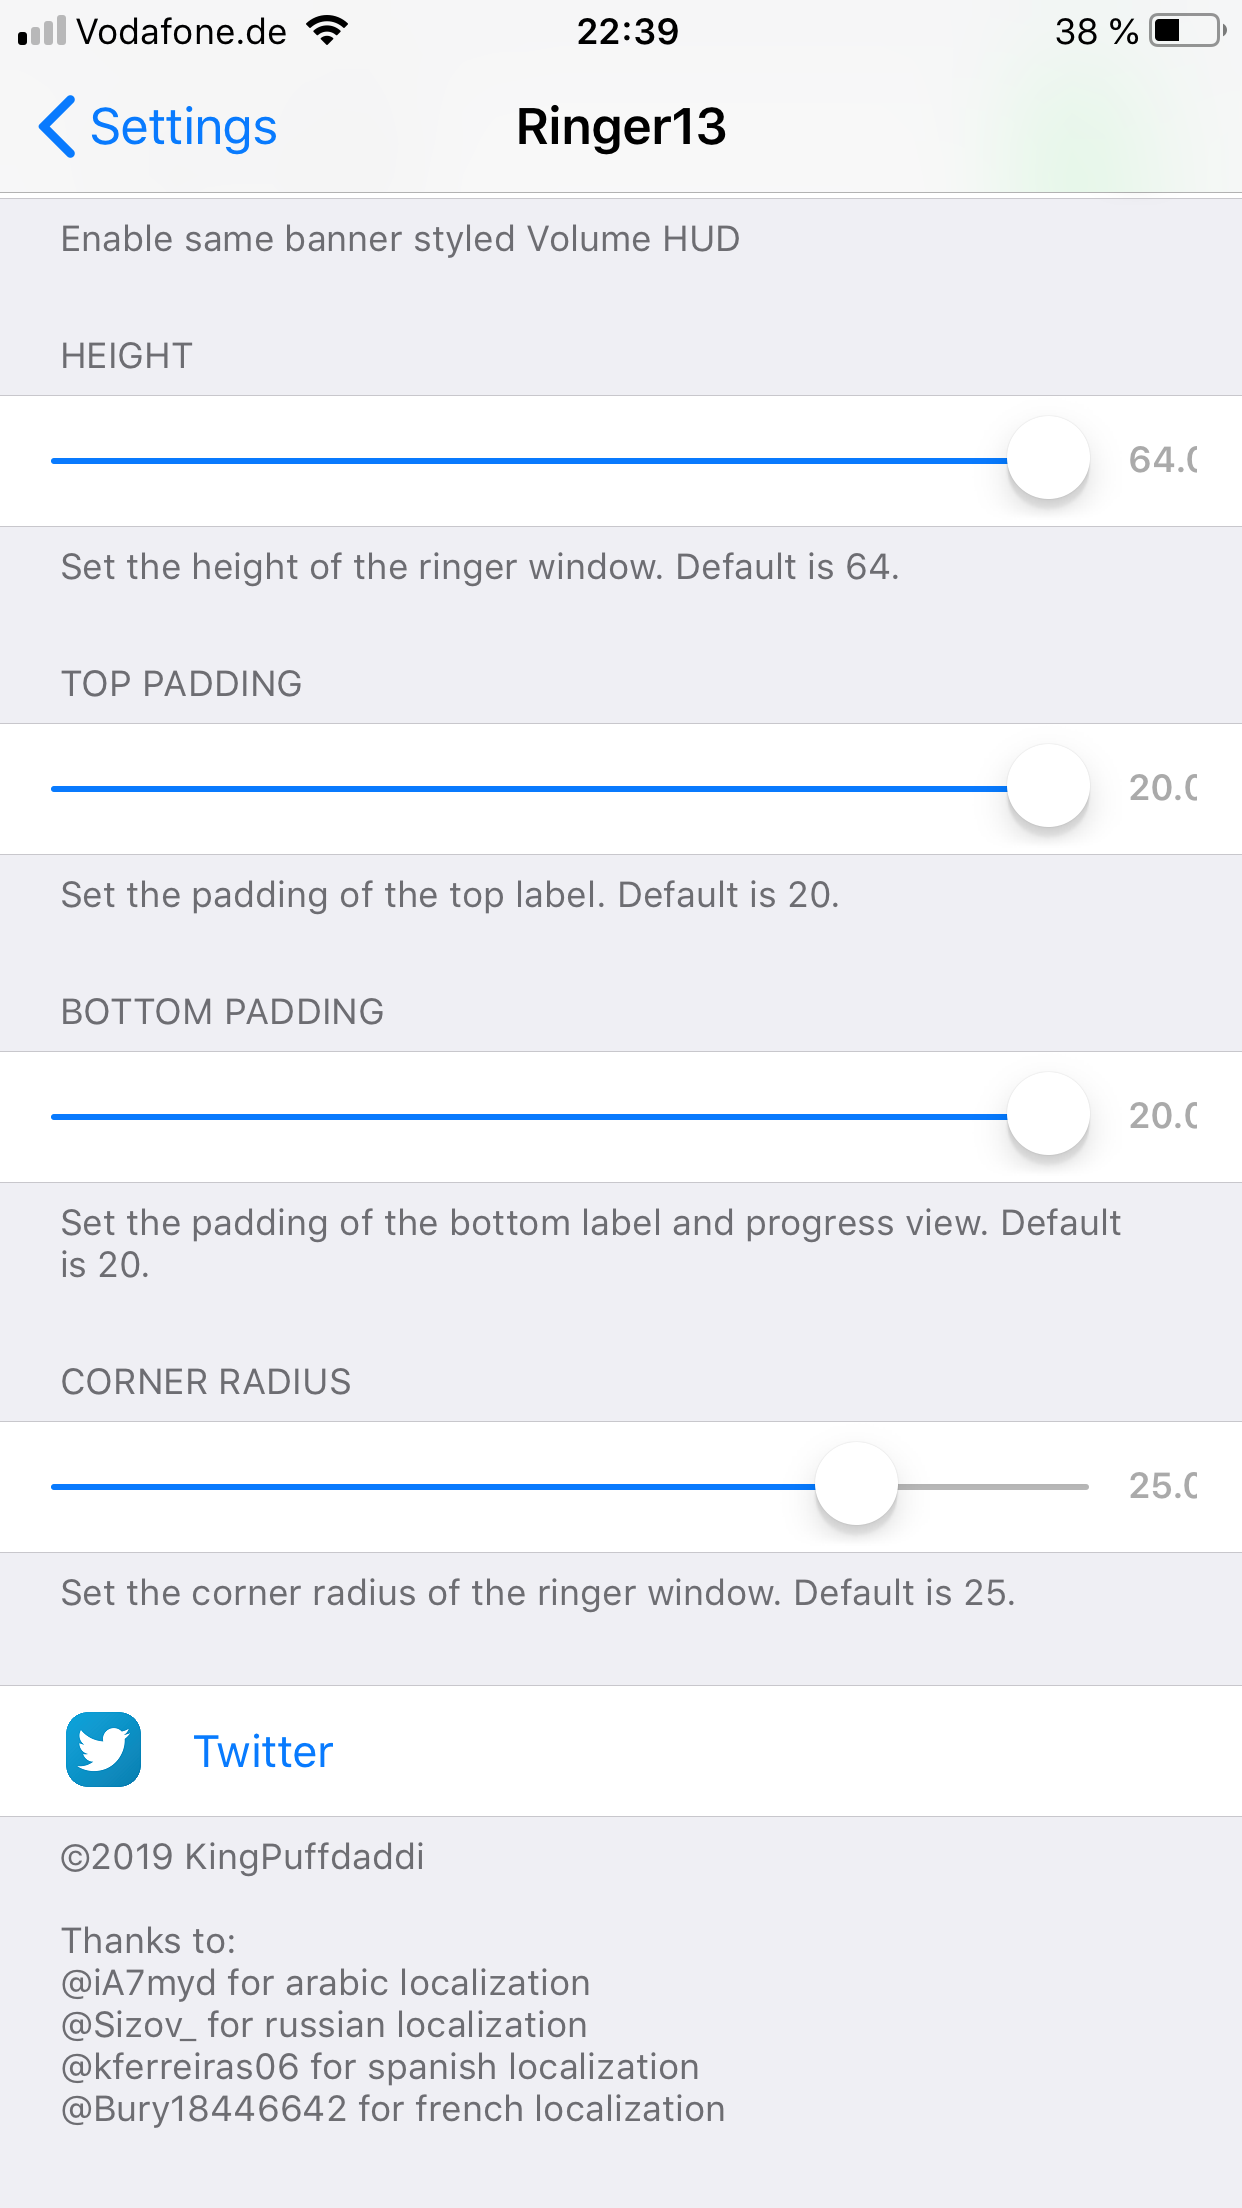 Vodafone.de 22:39 38 %
Settings Ringer13
Enable same banner styled Volume HUD
HEIGHT
64.0
Set the height of the ringer window. Default is 64.
TOP PADDING
20.0
Set the padding of the top label. Default is 20.
BOTTOM PADDING
20.0
Set the padding of the bottom label and progress view. Default
is 20.
CORNER RADIUS
25.0
Set the corner radius of the ringer window. Default is 25.
Twitter
©2019 KingPuffdaddi
Thanks to:
@iA7myd for arabic localization
@Sizov_ for russian localization
@kferreiras06 for spanish localization
@Bury18446642 for french localization